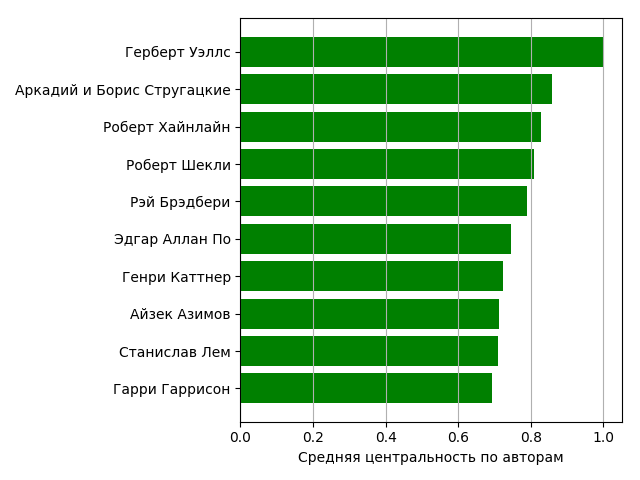 Герберт Уэллс
Аркадий и Борис Стругацкие
Роберт Хайнлайн
Роберт Шекли
Рэй Брэдбери
Эдгар Аллан По
Генри Каттнер
Айзек Азимов
Станислав Лем
Гарри Гаррисон
0.0 0.2 0.4 0.6 0.8 1.0
Средняя центральность по авторам